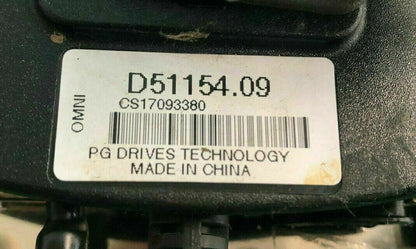 OMNI
D51154.09
CS17093380
PG DRIVES TECHNOLOGY
MADE IN CHINA